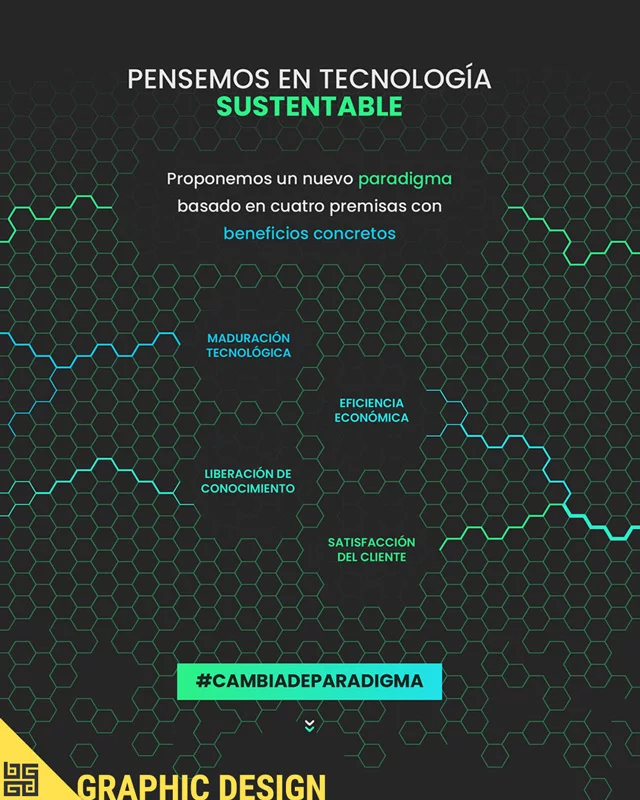 PENSEMOS EN TECNOLOGÍA
SUSTENTABLE
Proponemos un nuevo paradigma
basado en cuatro premisas con
beneficios concretos
MADURACIÓN
TECNOLÓGICA
EFICIENCIA
ECONÓMICA
LIBERACIÓN DE
CONOCIMIENTO
SATISFACCIÓN
DEL CLIENTE
#CAMBIADEPARADIGMA
GRAPHIC DESIGN